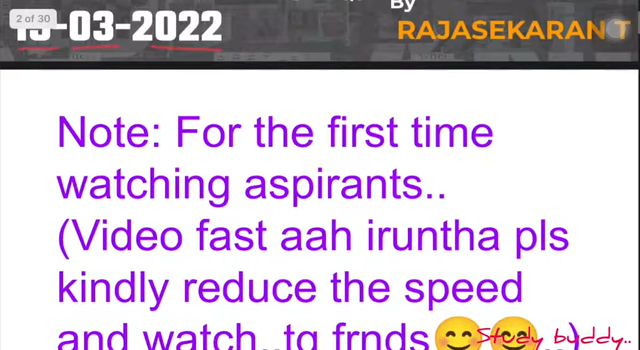 By
2 of 30
15-03-2022
RAJASEKARAN T
Note: For the first time
watching aspirants..
(Video fast aah iruntha pls
kindly reduce the speed
and watch..tq frnds😊😊..)
Study buddy..